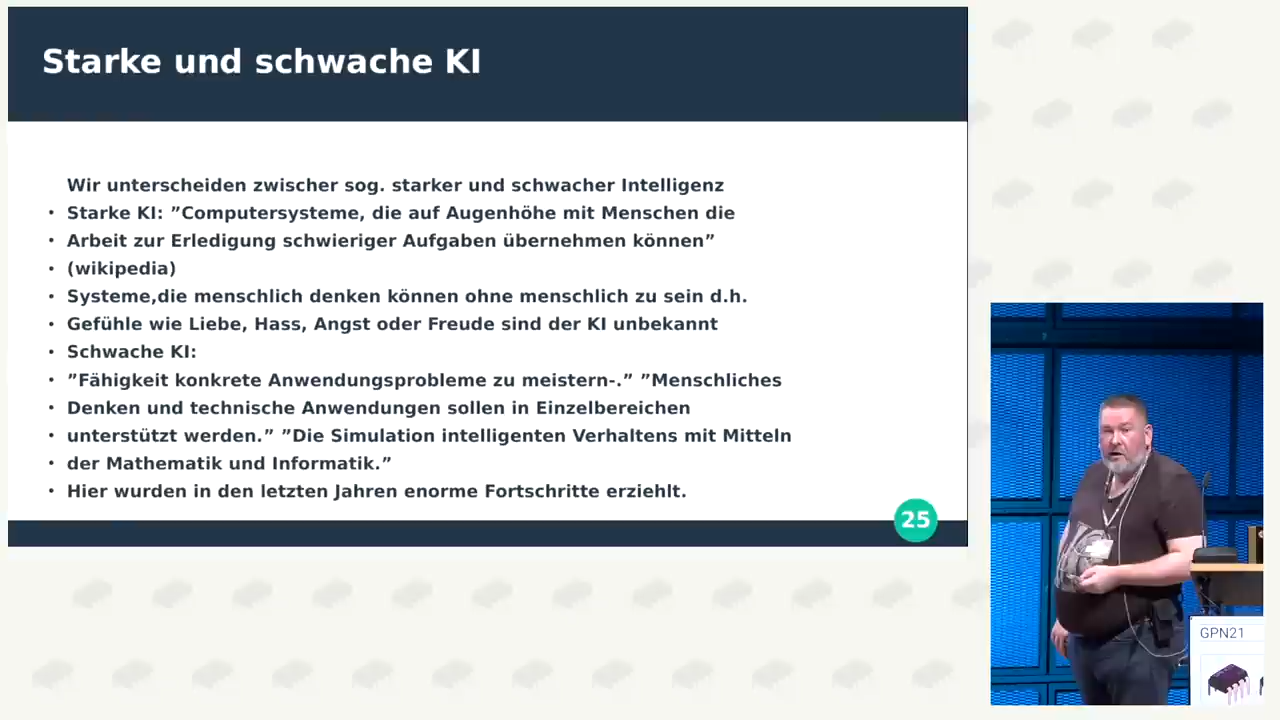 Starke und schwache KI
Wir unterscheiden zwischer sog. starker und schwacher Intelligenz
• Starke KI: ”Computersysteme, die auf Augenhöhe mit Menschen die
• Arbeit zur Erledigung schwieriger Aufgaben übernehmen können”
• (wikipedia)
• Systeme,die menschlich denken können ohne menschlich zu sein d.h.
• Gefühle wie Liebe, Hass, Angst oder Freude sind der KI unbekannt
• Schwache KI:
• ”Fähigkeit konkrete Anwendungsprobleme zu meistern-.” ”Menschliches
• Denken und technische Anwendungen sollen in Einzelbereichen
• unterstützt werden.” ”Die Simulation intelligenten Verhaltens mit Mitteln
• der Mathematik und Informatik.”
• Hier wurden in den letzten Jahren enorme Fortschritte erziehlt.
25
GPN21